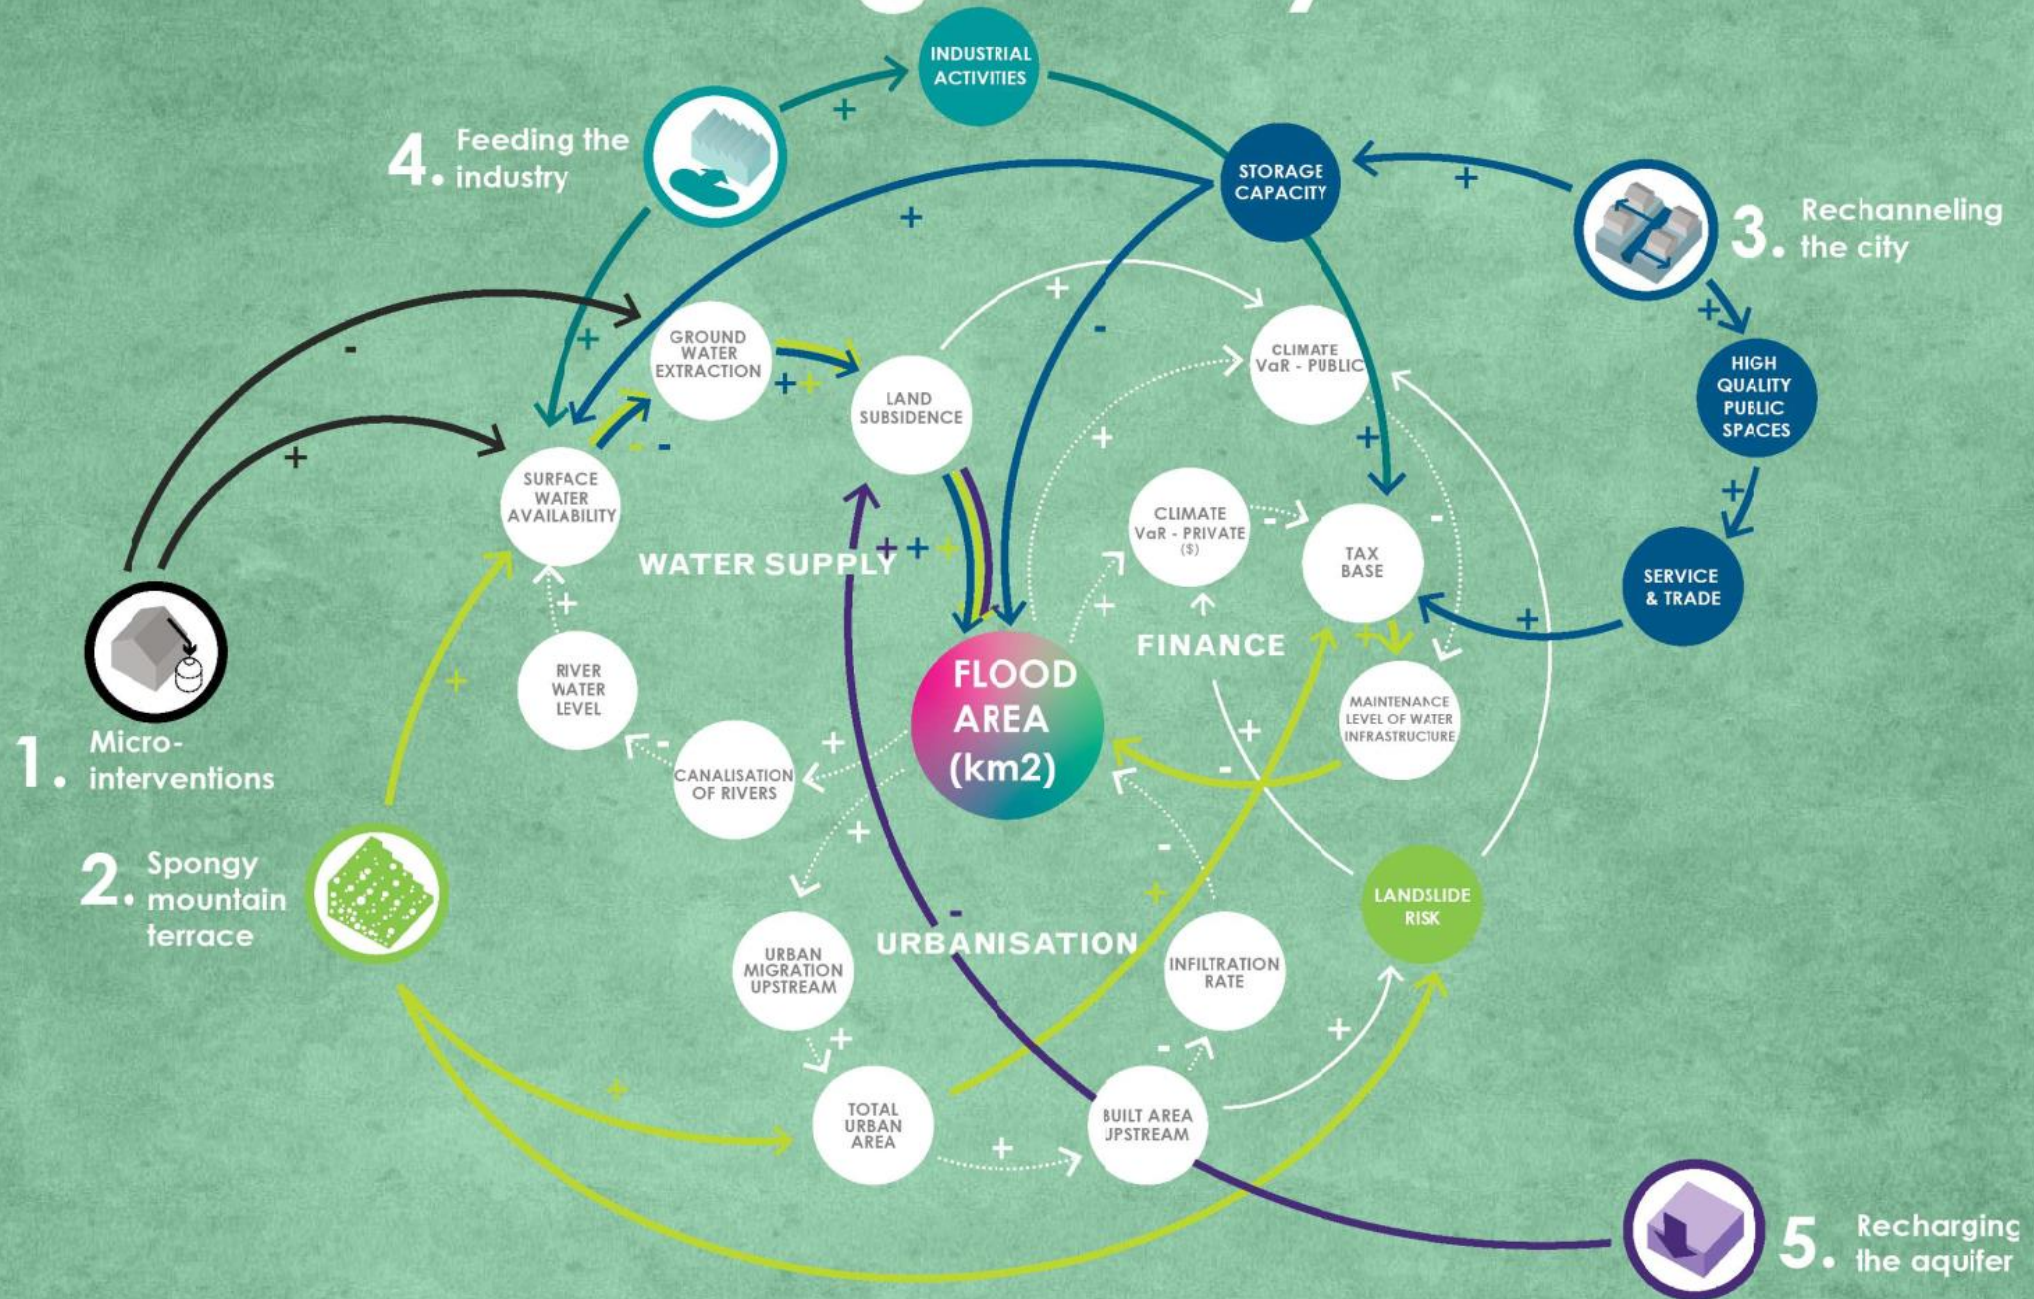 INDUSTRIAL
ACTIVITIES
4.
Feeding the
industry
STORAGE
CAPACITY
3.
Rechanneling
the city
GROUND
WATER
EXTRACTION
CLIMATE
VaR - PUBLIC
LAND
SUBSIDENCE
HIGH
QUALITY
PUBLIC
SPACES
SURFACE
WATER
AVAILABILITY
CLIMATE
VaR - PRIVATE
($)
TAX
BASE
WATER SUPPLY
SERVICE
& TRADE
FINANCE
RIVER
WATER
LEVEL
FLOOD
AREA
(km2)
MAINTENANCE
LEVEL OF WATER
INFRASTRUCTURE
1.
Micro-
interventions
CANALISATION
OF RIVERS
2.
Spongy
mountain
terrace
LANDSLIDE
RISK
URBANISATION
URBAN
MIGRATION
UPSTREAM
INFILTRATION
RATE
TOTAL
URBAN
AREA
BUILT AREA
UPSTREAM
5.
Recharging
the aquifer